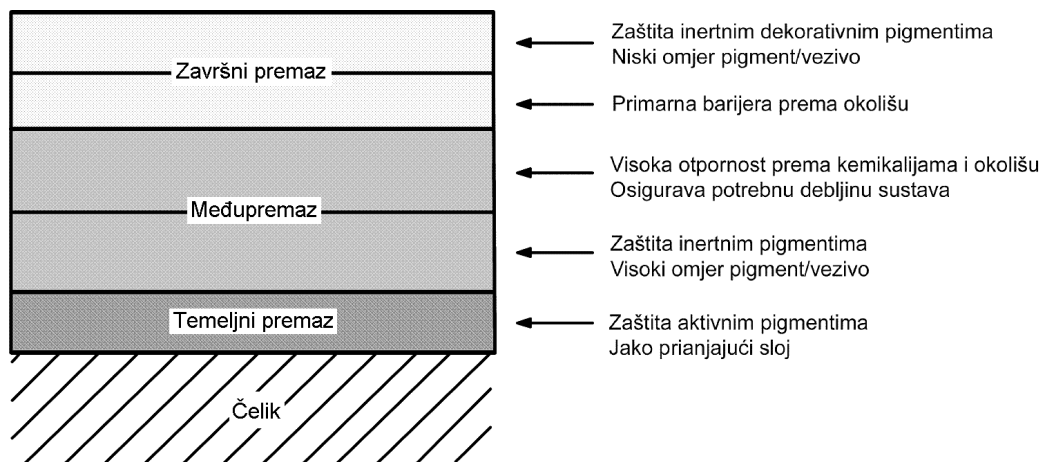 Završni premaz
Zaštita inertnim dekorativnim pigmentima
Niski omjer pigment/vezivo
Primarna barijera prema okolišu
Međupremaz
Visoka otpornost prema kemikalijama i okolišu
Osigurava potrebnu debljinu sustava
Zaštita inertnim pigmentima
Visoki omjer pigment/vezivo
Temeljni premaz
Zaštita aktivnim pigmentima
Jako prianjajući sloj
Čelik